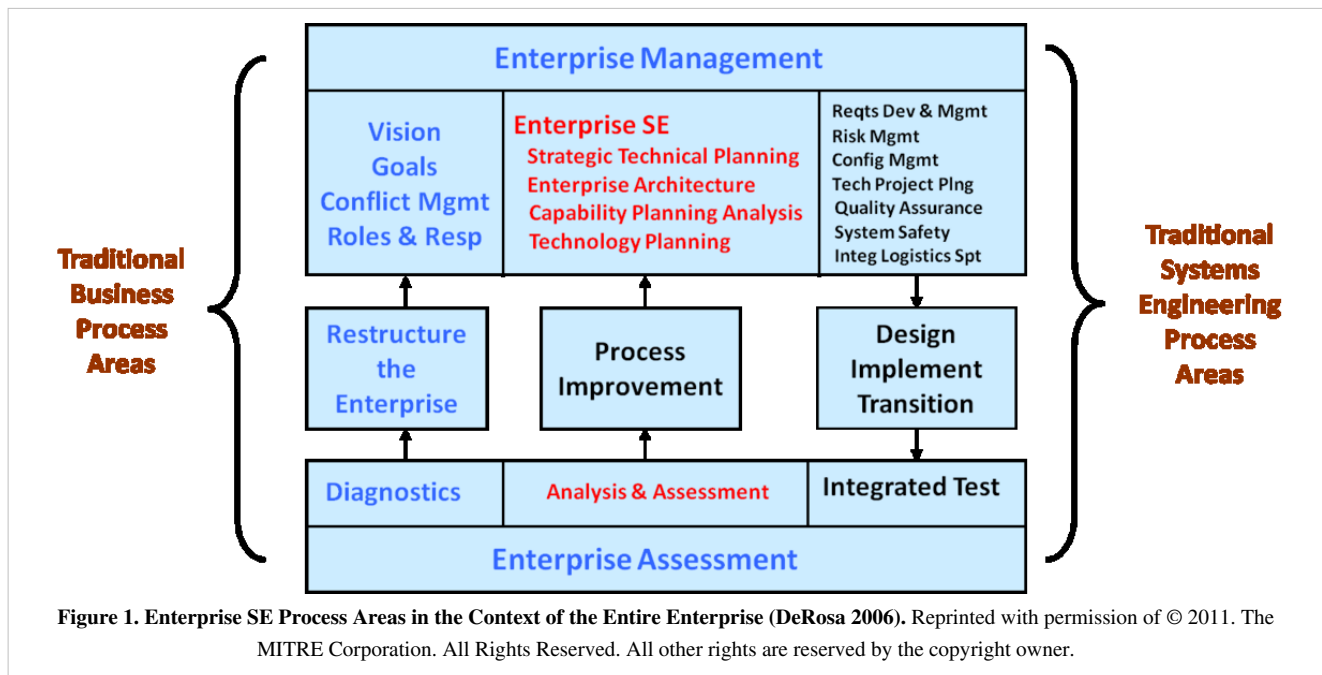 Enterprise Management
Traditional
Business
Process
Areas
Vision
Goals
Conflict Mgmt
Roles & Resp
Enterprise SE
Strategic Technical Planning
Enterprise Architecture
Capability Planning Analysis
Technology Planning
Reqts Dev & Mgmt
Risk Mgmt
Config Mgmt
Tech Project Plng
Quality Assurance
System Safety
Integ Logistics Spt
Traditional
Systems
Engineering
Process
Areas
Restructure
the
Enterprise
Process
Improvement
Design
Implement
Transition
Diagnostics
Analysis & Assessment
Integrated Test
Enterprise Assessment
Figure 1. Enterprise SE Process Areas in the Context of the Entire Enterprise (DeRosa 2006). Reprinted with permission of © 2011. The
MITRE Corporation. All Rights Reserved. All other rights are reserved by the copyright owner.